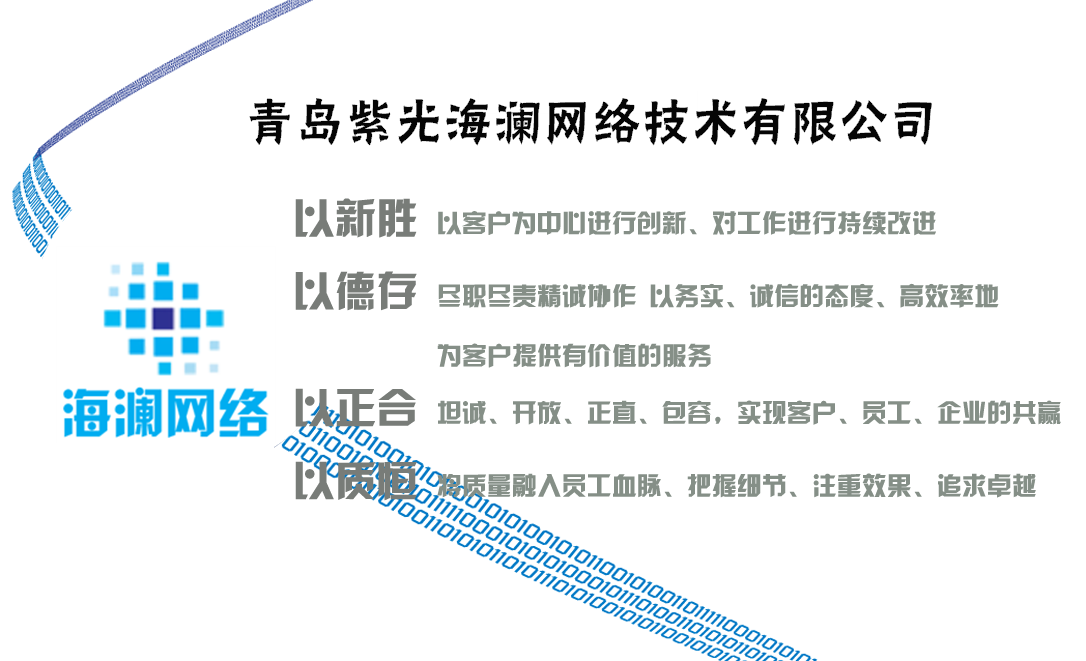 青岛紫光海澜网络技术有限公司
以新胜 以客户为中心进行创新、对工作进行持续改进
以德存 尽职尽责精诚协作 以务实、诚信的态度、高效率地
为客户提供有价值的服务
海澜网络
以正合 坦诚、开放、正直、包容，实现客户、员工、企业的共赢
以质恒 将质量融入员工血脉、把握细节、注重效果、追求卓越